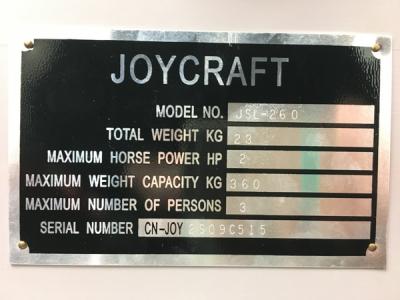 JOYCRAFT
MODEL NO. JSL-260
TOTAL WEIGHT KG 23
MAXIMUM HORSE POWER HP 2
MAXIMUM WEIGHT CAPACITY KG 360
MAXIMUM NUMBER OF PERSONS 3
SERIAL NUMBER CN-JOY 2S09C515